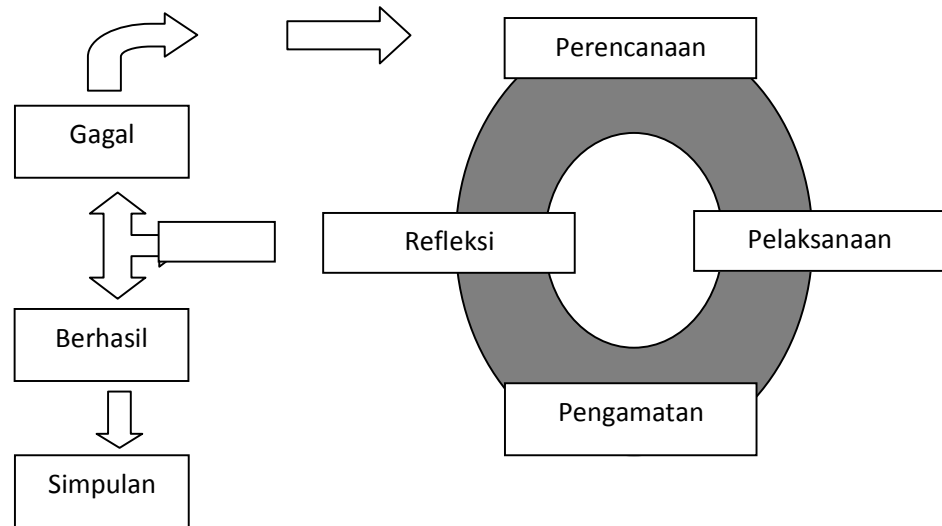 Perencanaan
Gagal
Refleksi
Pelaksanaan
Berhasil
Pengamatan
Simpulan